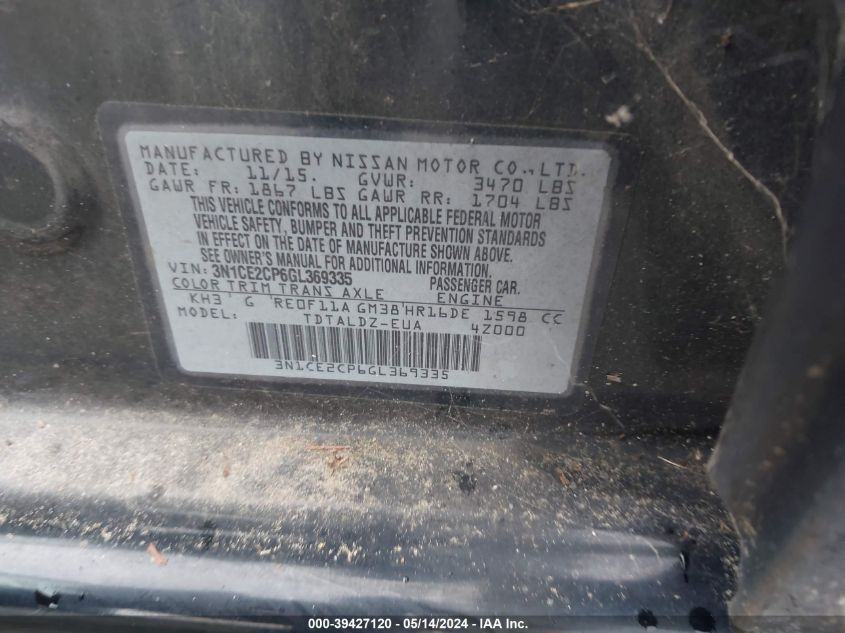 MANUFACTURED BY NISSAN MOTOR CO., LTD.
DATE: 11/15. GVWR: 3470 LBS
GAWR FR: 1867 LBS GAWR RR: 1704 LBS
THIS VEHICLE CONFORMS TO ALL APPLICABLE FEDERAL MOTOR
VEHICLE SAFETY, BUMPER AND THEFT PREVENTION STANDARDS
IN EFFECT ON THE DATE OF MANUFACTURE SHOWN ABOVE.
SEE OWNER'S MANUAL FOR ADDITIONAL INFORMATION.
VIN: 3N1CE2CP6GL369335 PASSENGER CAR.
COLOR TRIM TRANS AXLE ENGINE
KH3 G RE0F11A GM38 HR16DE 1598 CC
MODEL: TDTALDZ-EUA 4Z000
3N1CE2CP6GL369335
000-39427120 - 05/14/2024 - IAA Inc.